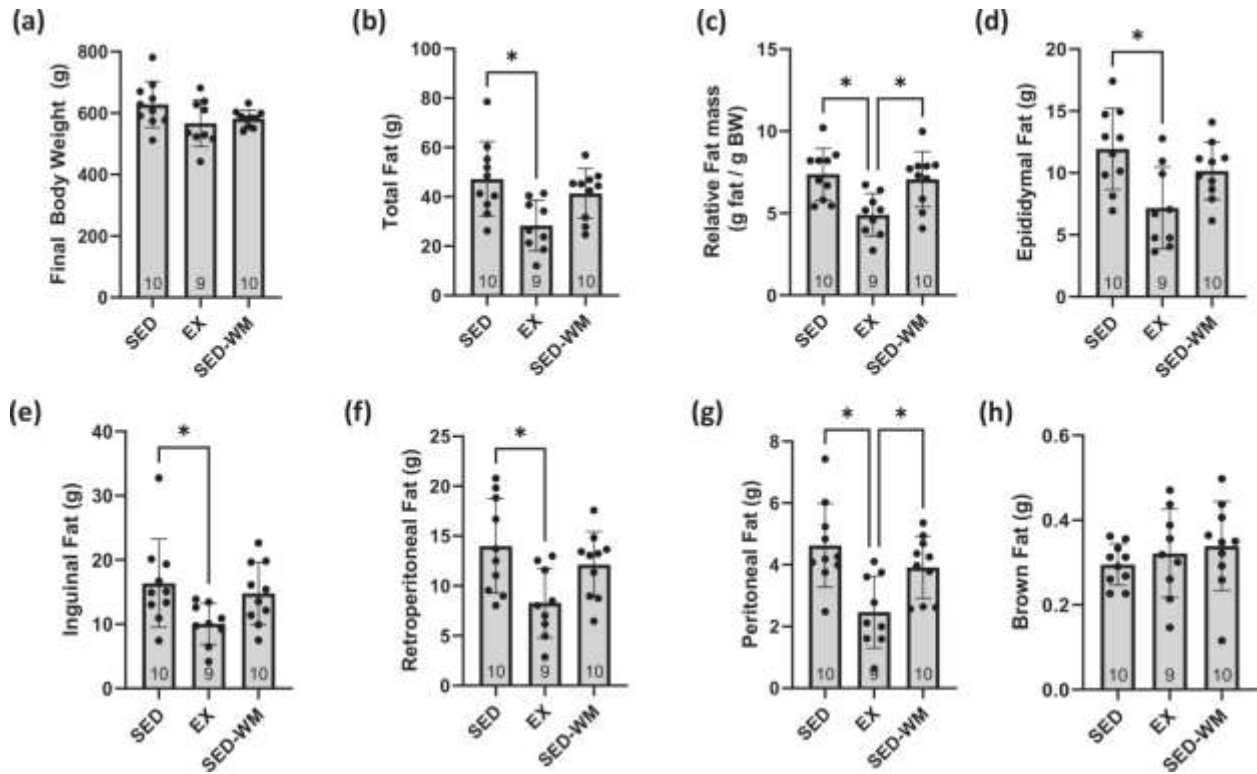 (a)
Final Body Weight (g)
800
600
400
200
0
10
9
10
SED
EX
SED-WM
(b)
Total Fat (g)
100
80
60
40
20
0
*
10
9
10
SED
EX
SED-WM
(c)
Relative Fat mass
(g fat / g BW)
15
10
5
0
*
*
10
9
10
SED
EX
SED-WM
(d)
Epididymal Fat (g)
20
15
10
5
0
*
10
9
10
SED
EX
SED-WM
(e)
Inguinal Fat (g)
40
30
20
10
0
*
10
9
10
SED
EX
SED-WM
(f)
Retroperitoneal Fat (g)
25
20
15
10
5
0
*
10
9
10
SED
EX
SED-WM
(g)
Peritoneal Fat (g)
8
6
4
2
0
*
*
10
9
10
SED
EX
SED-WM
(h)
Brown Fat (g)
0.6
0.4
0.2
0.0
10
9
10
SED
EX
SED-WM